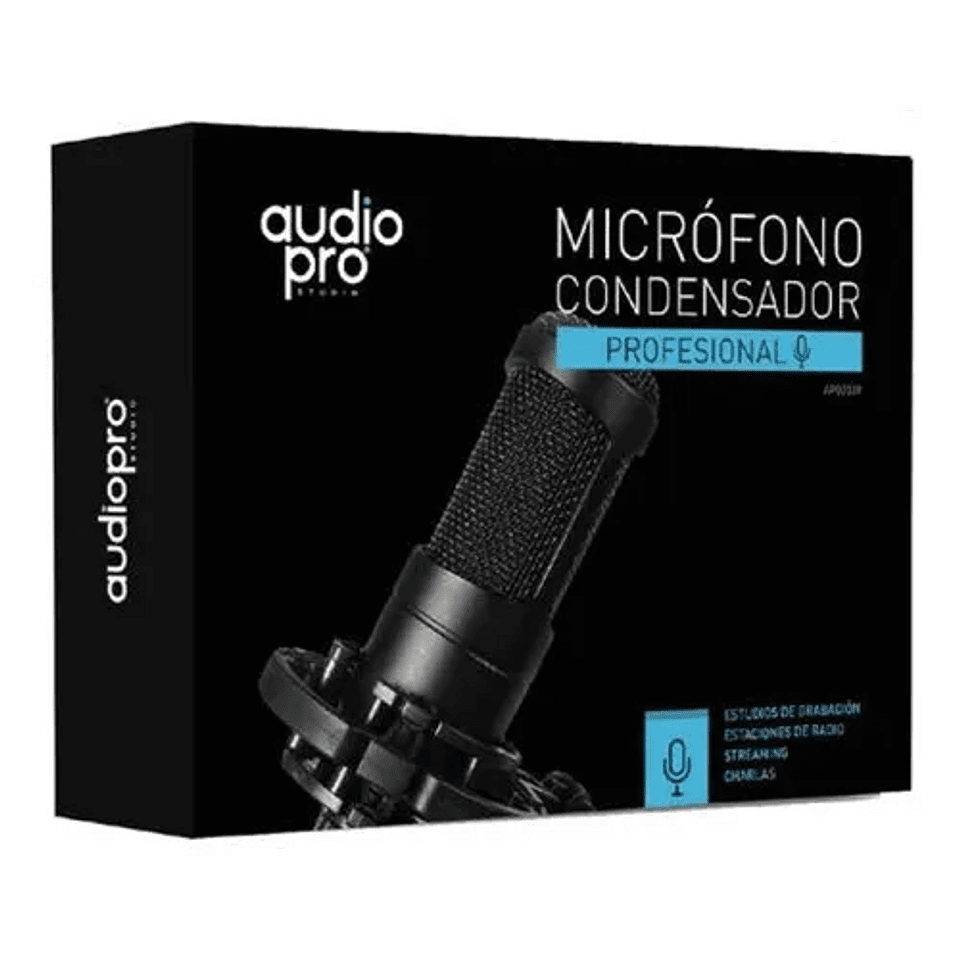 audio
pro
STUDIO
MICRÓFONO
CONDENSADOR
PROFESIONAL
audiopro
STUDIO
ESTUDIOS DE GRABACIÓN
ESTACIONES DE RADIO
STREAMING
CHARLAS